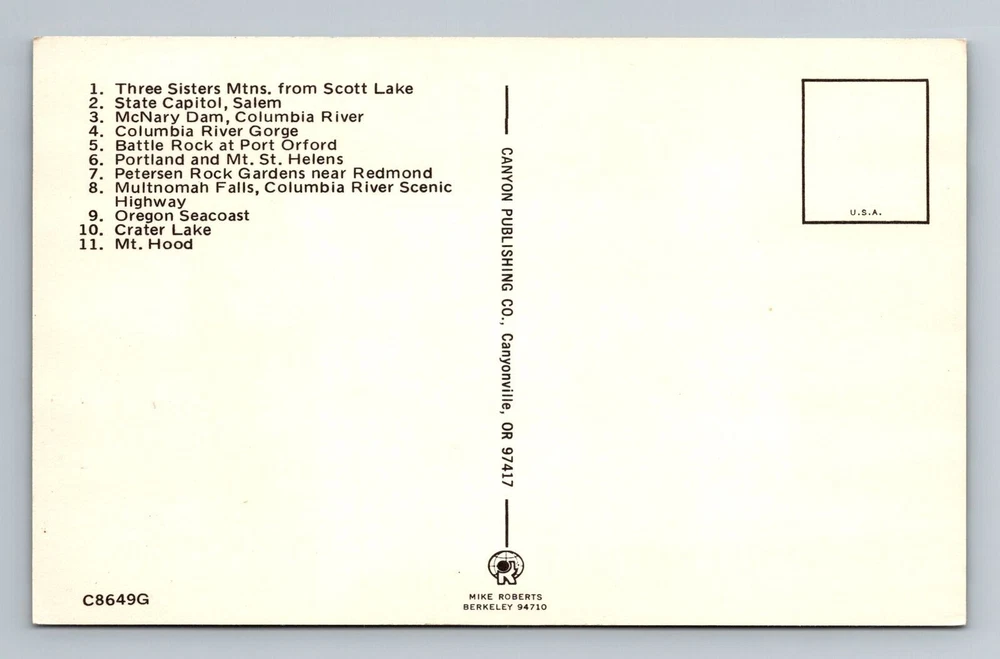 1. Three Sisters Mtns. from Scott Lake
2. State Capitol, Salem
3. McNary Dam, Columbia River
4. Columbia River Gorge
5. Battle Rock at Port Orford
6. Portland and Mt. St. Helens
7. Petersen Rock Gardens near Redmond
8. Multnomah Falls, Columbia River Scenic
Highway
9. Oregon Seacoast
10. Crater Lake
11. Mt. Hood
C8649G
CANYON PUBLISHING CO., Canyonville, OR 97417
MIKE ROBERTS
BERKELEY 94710
U.S.A.